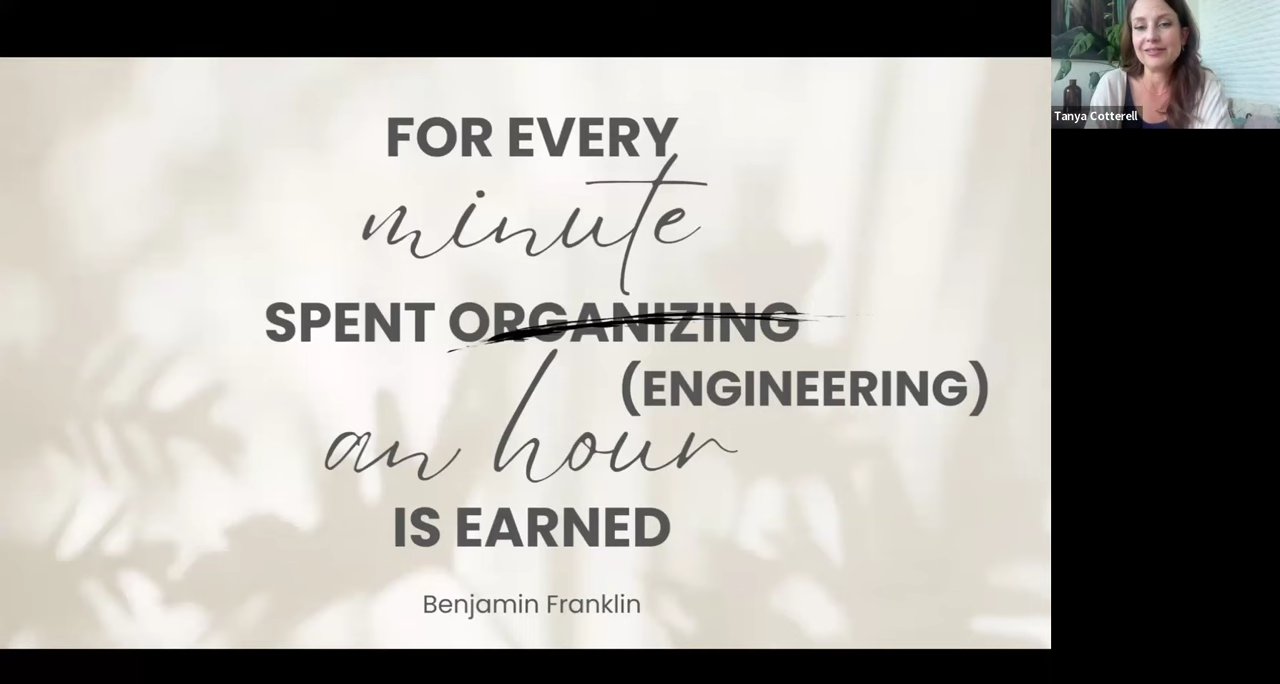 FOR EVERY
minute
SPENT ORGANIZING
(ENGINEERING)
an hour
IS EARNED
Benjamin Franklin
Tanya Cotterell